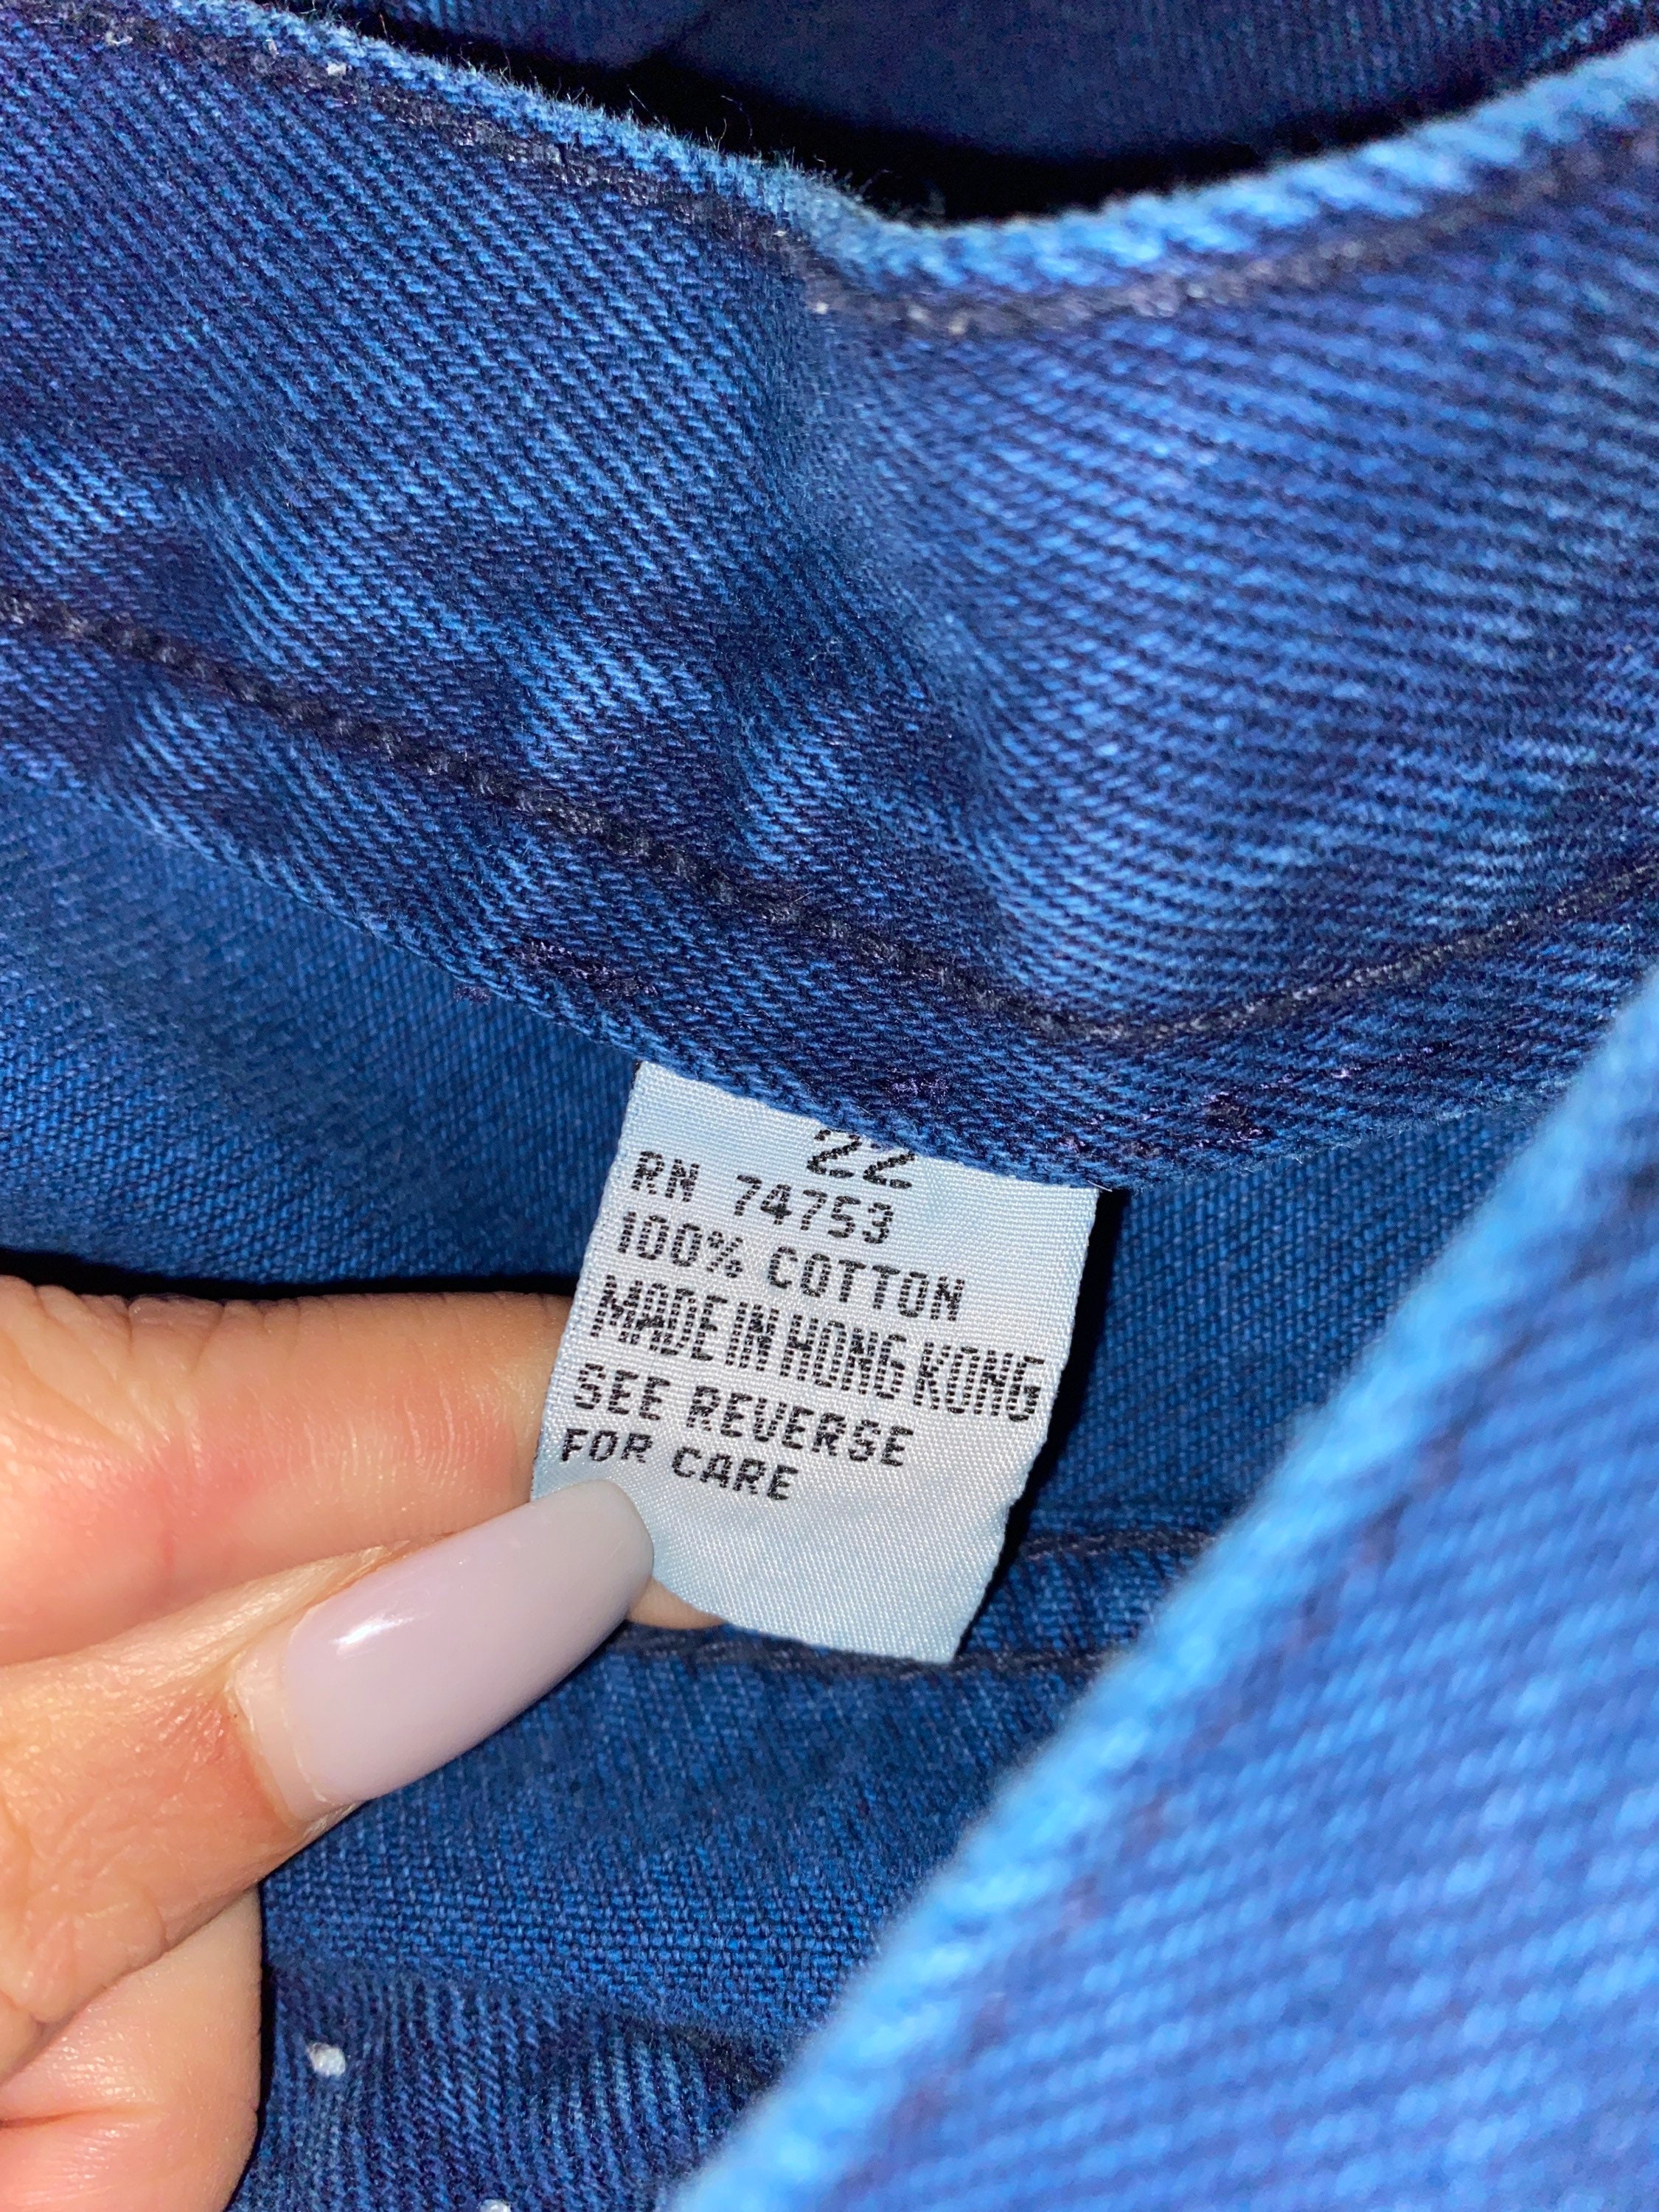 22
RN 74753
100% COTTON
MADE IN HONG KONG
SEE REVERSE
FOR CARE